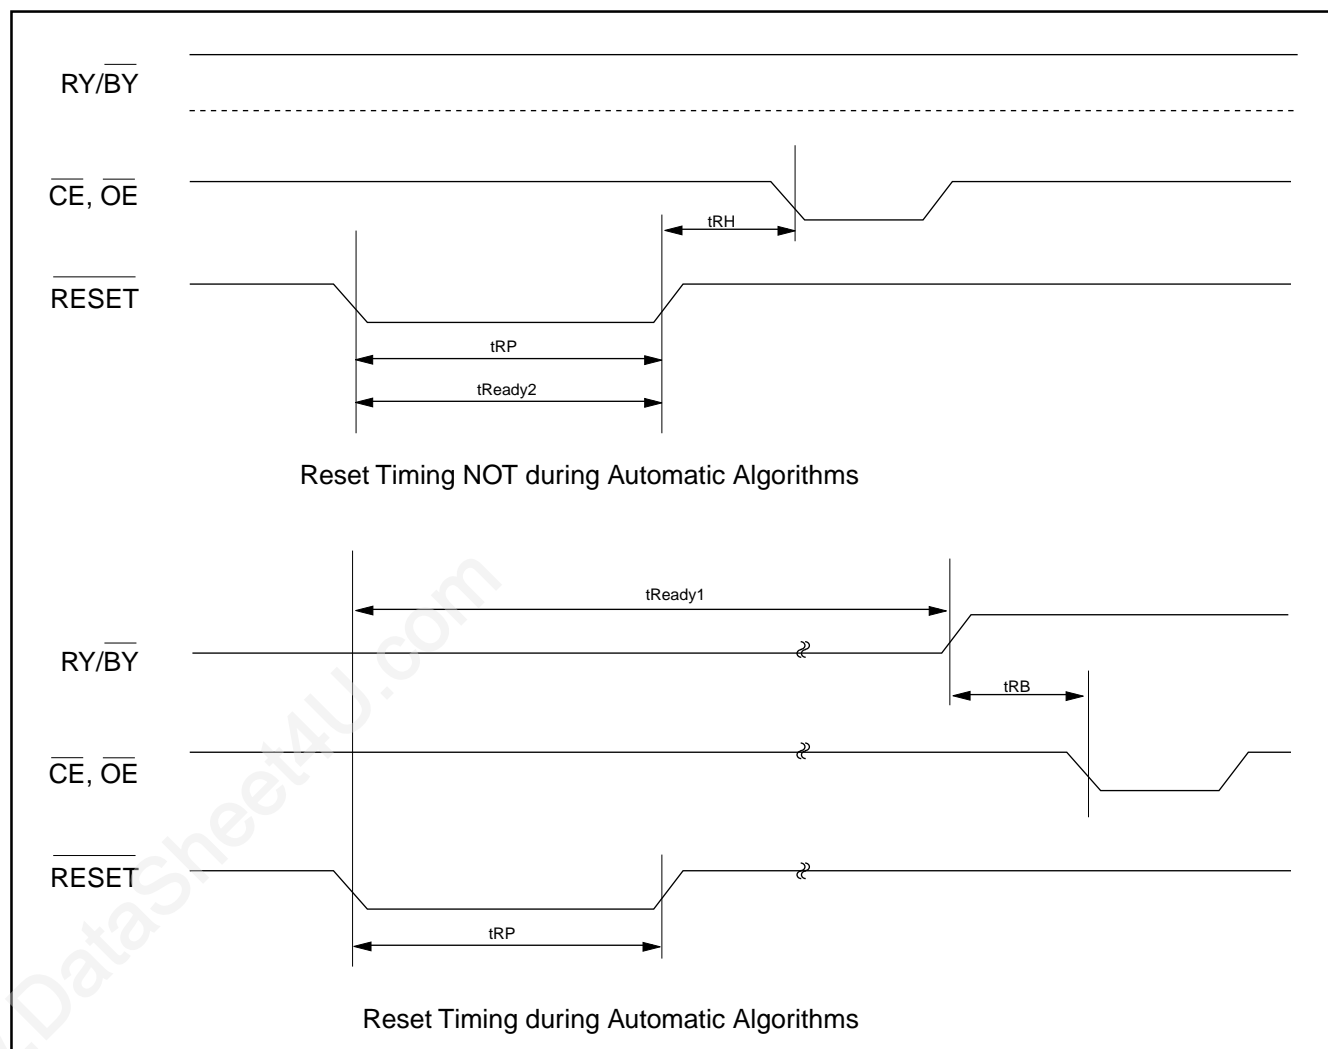 RY/BY
CE, OE
tRH
RESET
tRP
tReady2
Reset Timing NOT during Automatic Algorithms
tReady1
RY/BY
tRB
CE, OE
RESET
tRP
Reset Timing during Automatic Algorithms
.DataSheet4U.com